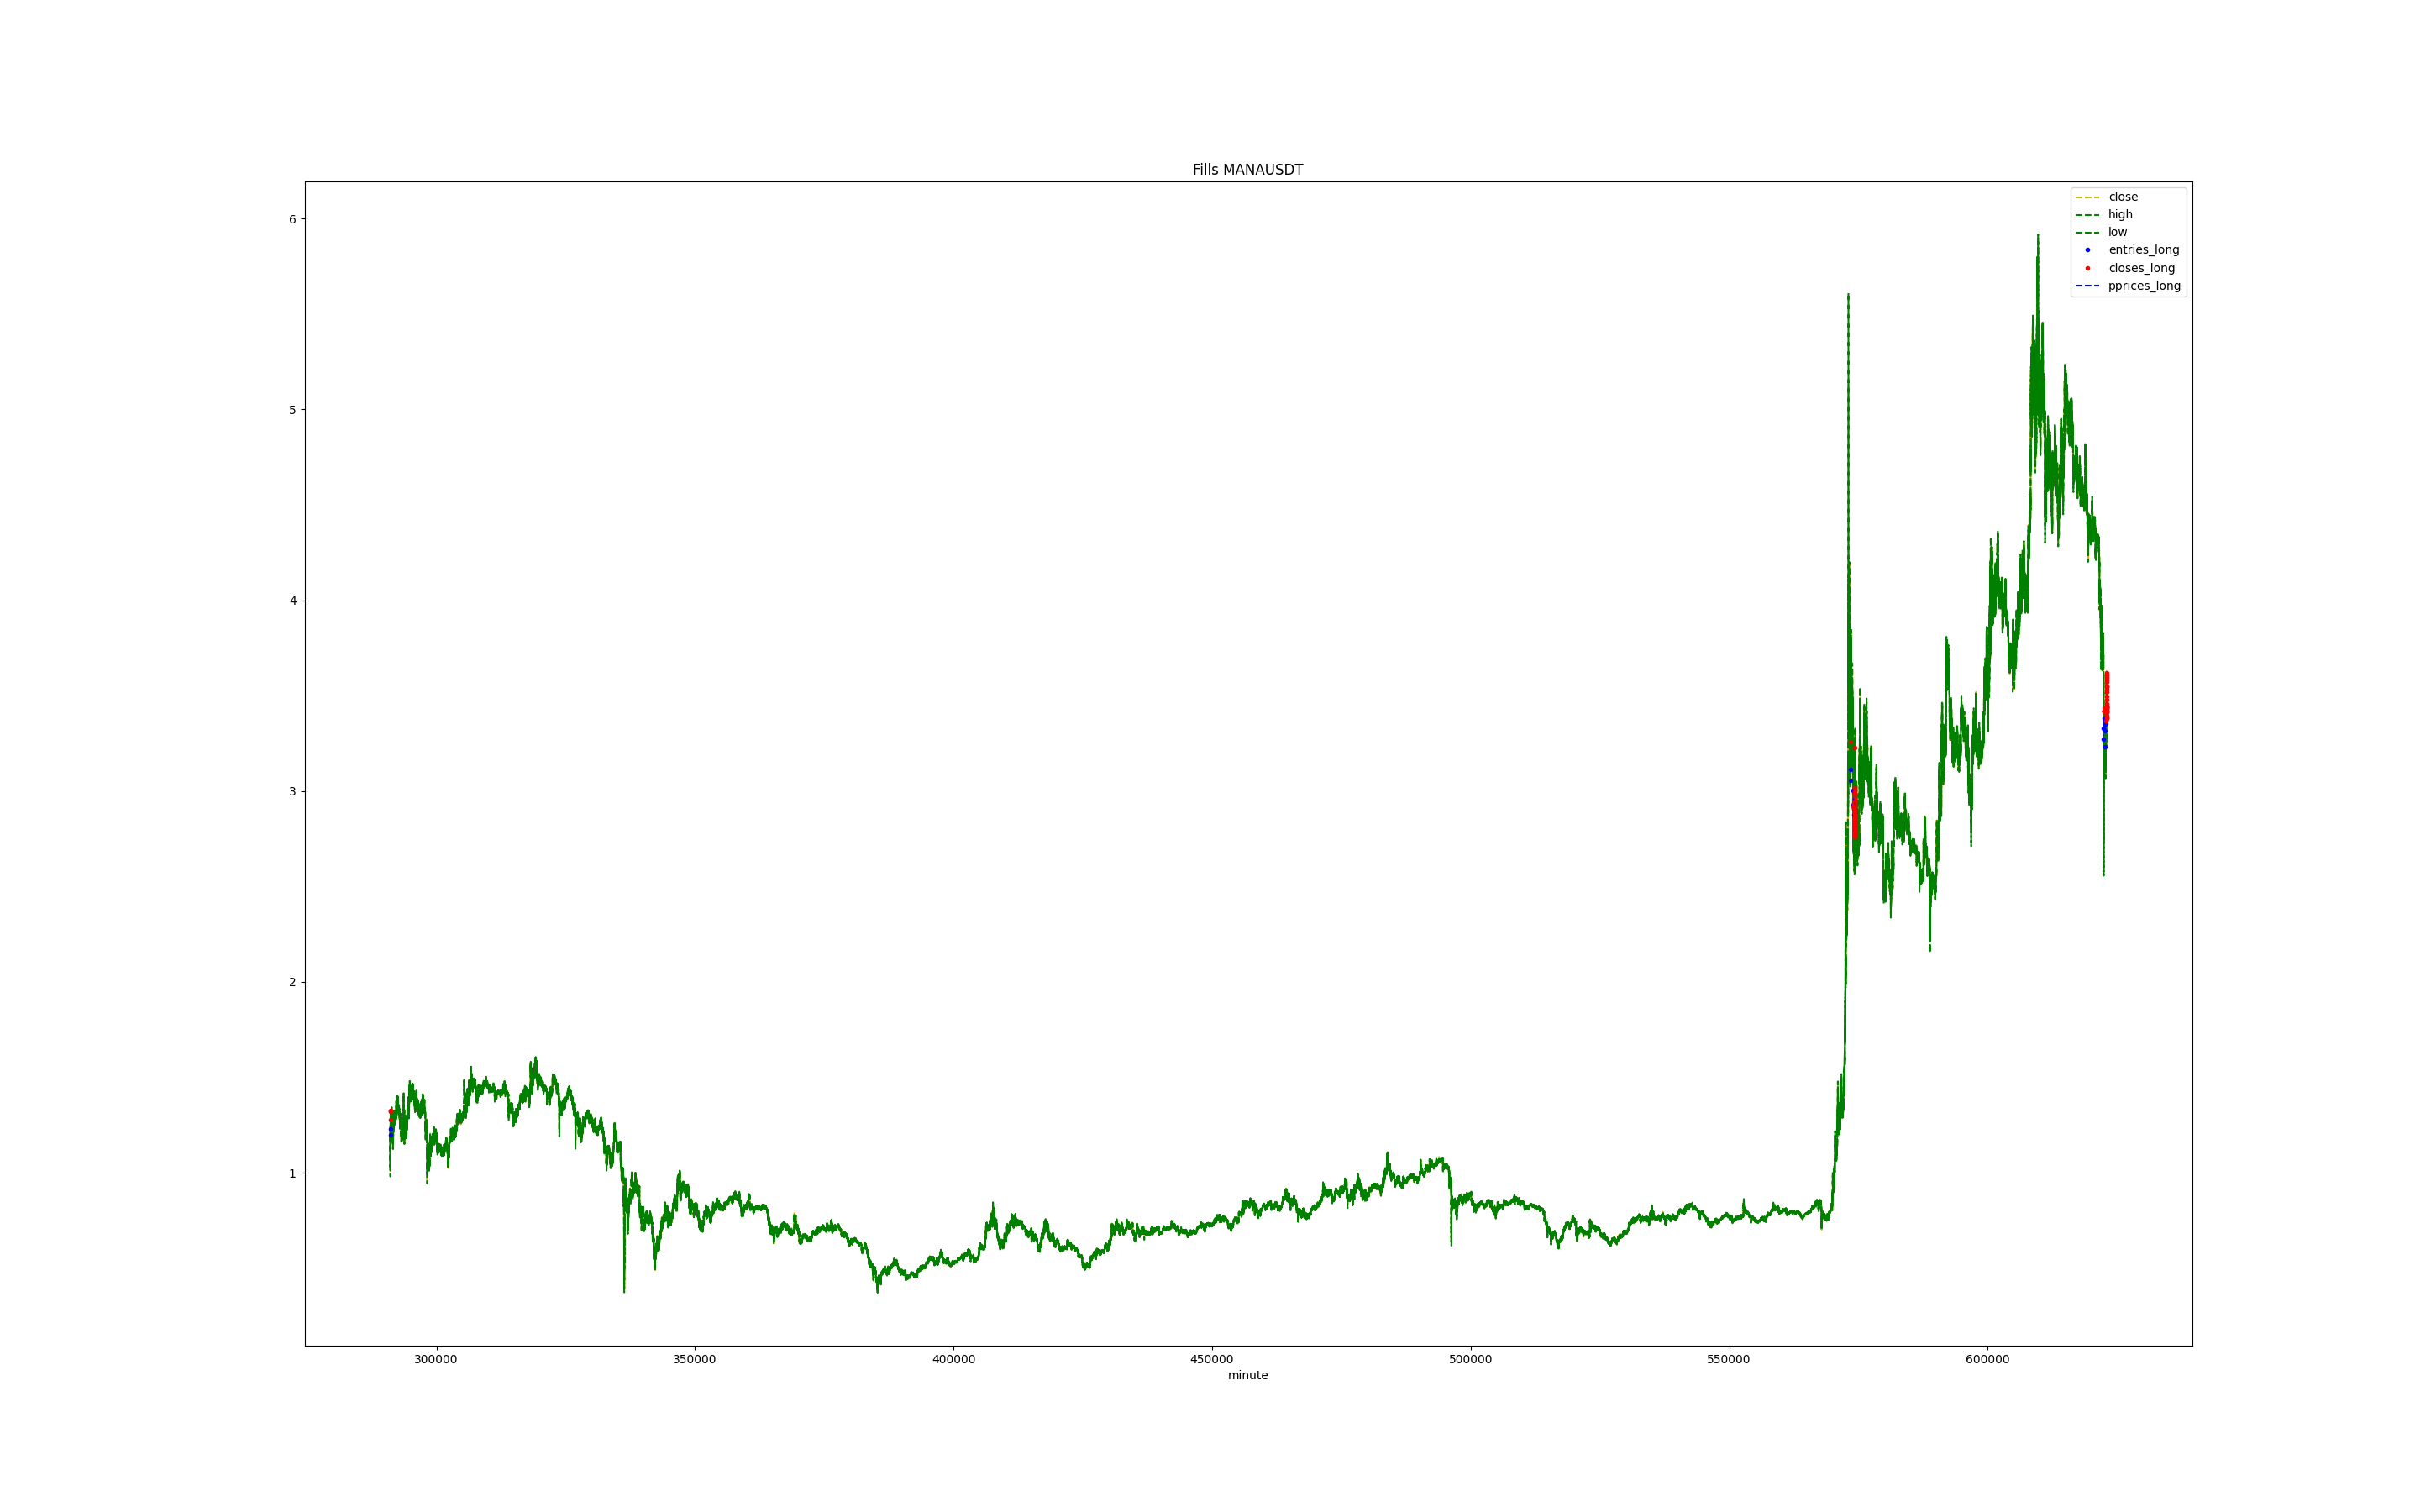 Fills MANAUSDT
close
high
low
entries_long
closes_long
pprices_long
6
5
4
3
2
1
300000 350000 400000 450000 500000 550000 600000
minute